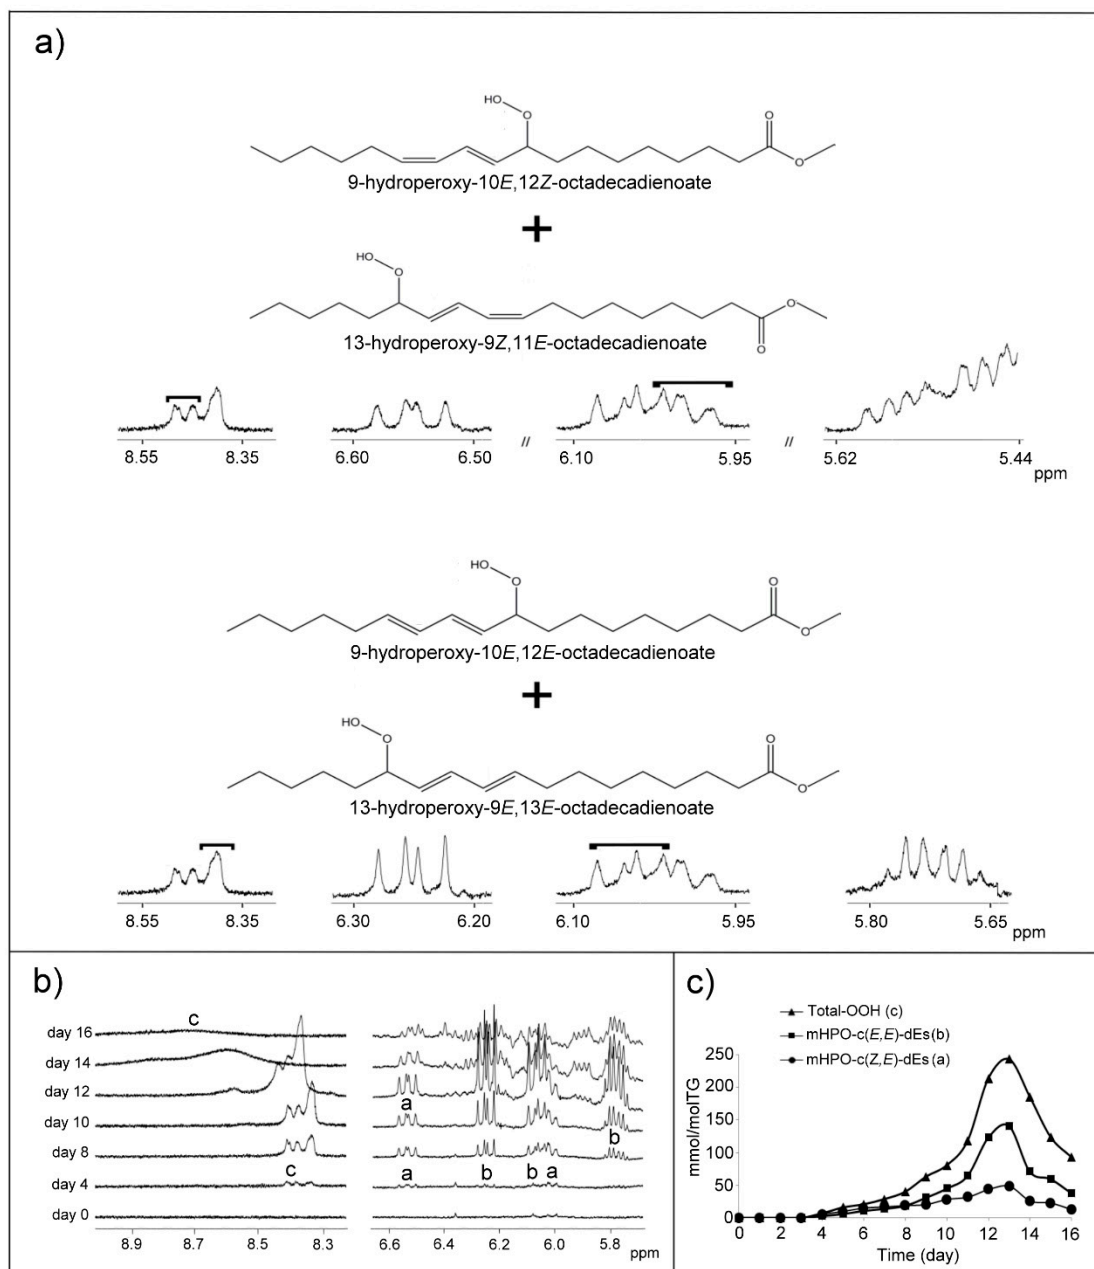 a)
HO
O
O
O
9-hydroperoxy-10E,12Z-octadecadienoate
+
HO
O
O
O
13-hydroperoxy-9Z,11E-octadecadienoate
8.55 8.35 6.60 // 6.50 6.10 5.95 // 5.62 5.44
ppm
HO
O
O
O
9-hydroperoxy-10E,12E-octadecadienoate
+
HO
O
O
O
13-hydroperoxy-9E,13E-octadecadienoate
8.55 8.35 6.30 6.20 6.10 5.95 5.80 5.65
ppm
b)
day 16 c
day 14
day 12 a
day 10
day 8 b
day 4 c a b b a
day 0
8.9 8.7 8.5 8.3 6.6 6.4 6.2 6.0 5.8
ppm
c)
Total-OOH (c)
mHPO-c(E,E)-dEs (b)
mHPO-c(Z,E)-dEs (a)
mmol/molTG
250
200
150
100
50
0
0 2 4 6 8 10 12 14 16
Time (day)